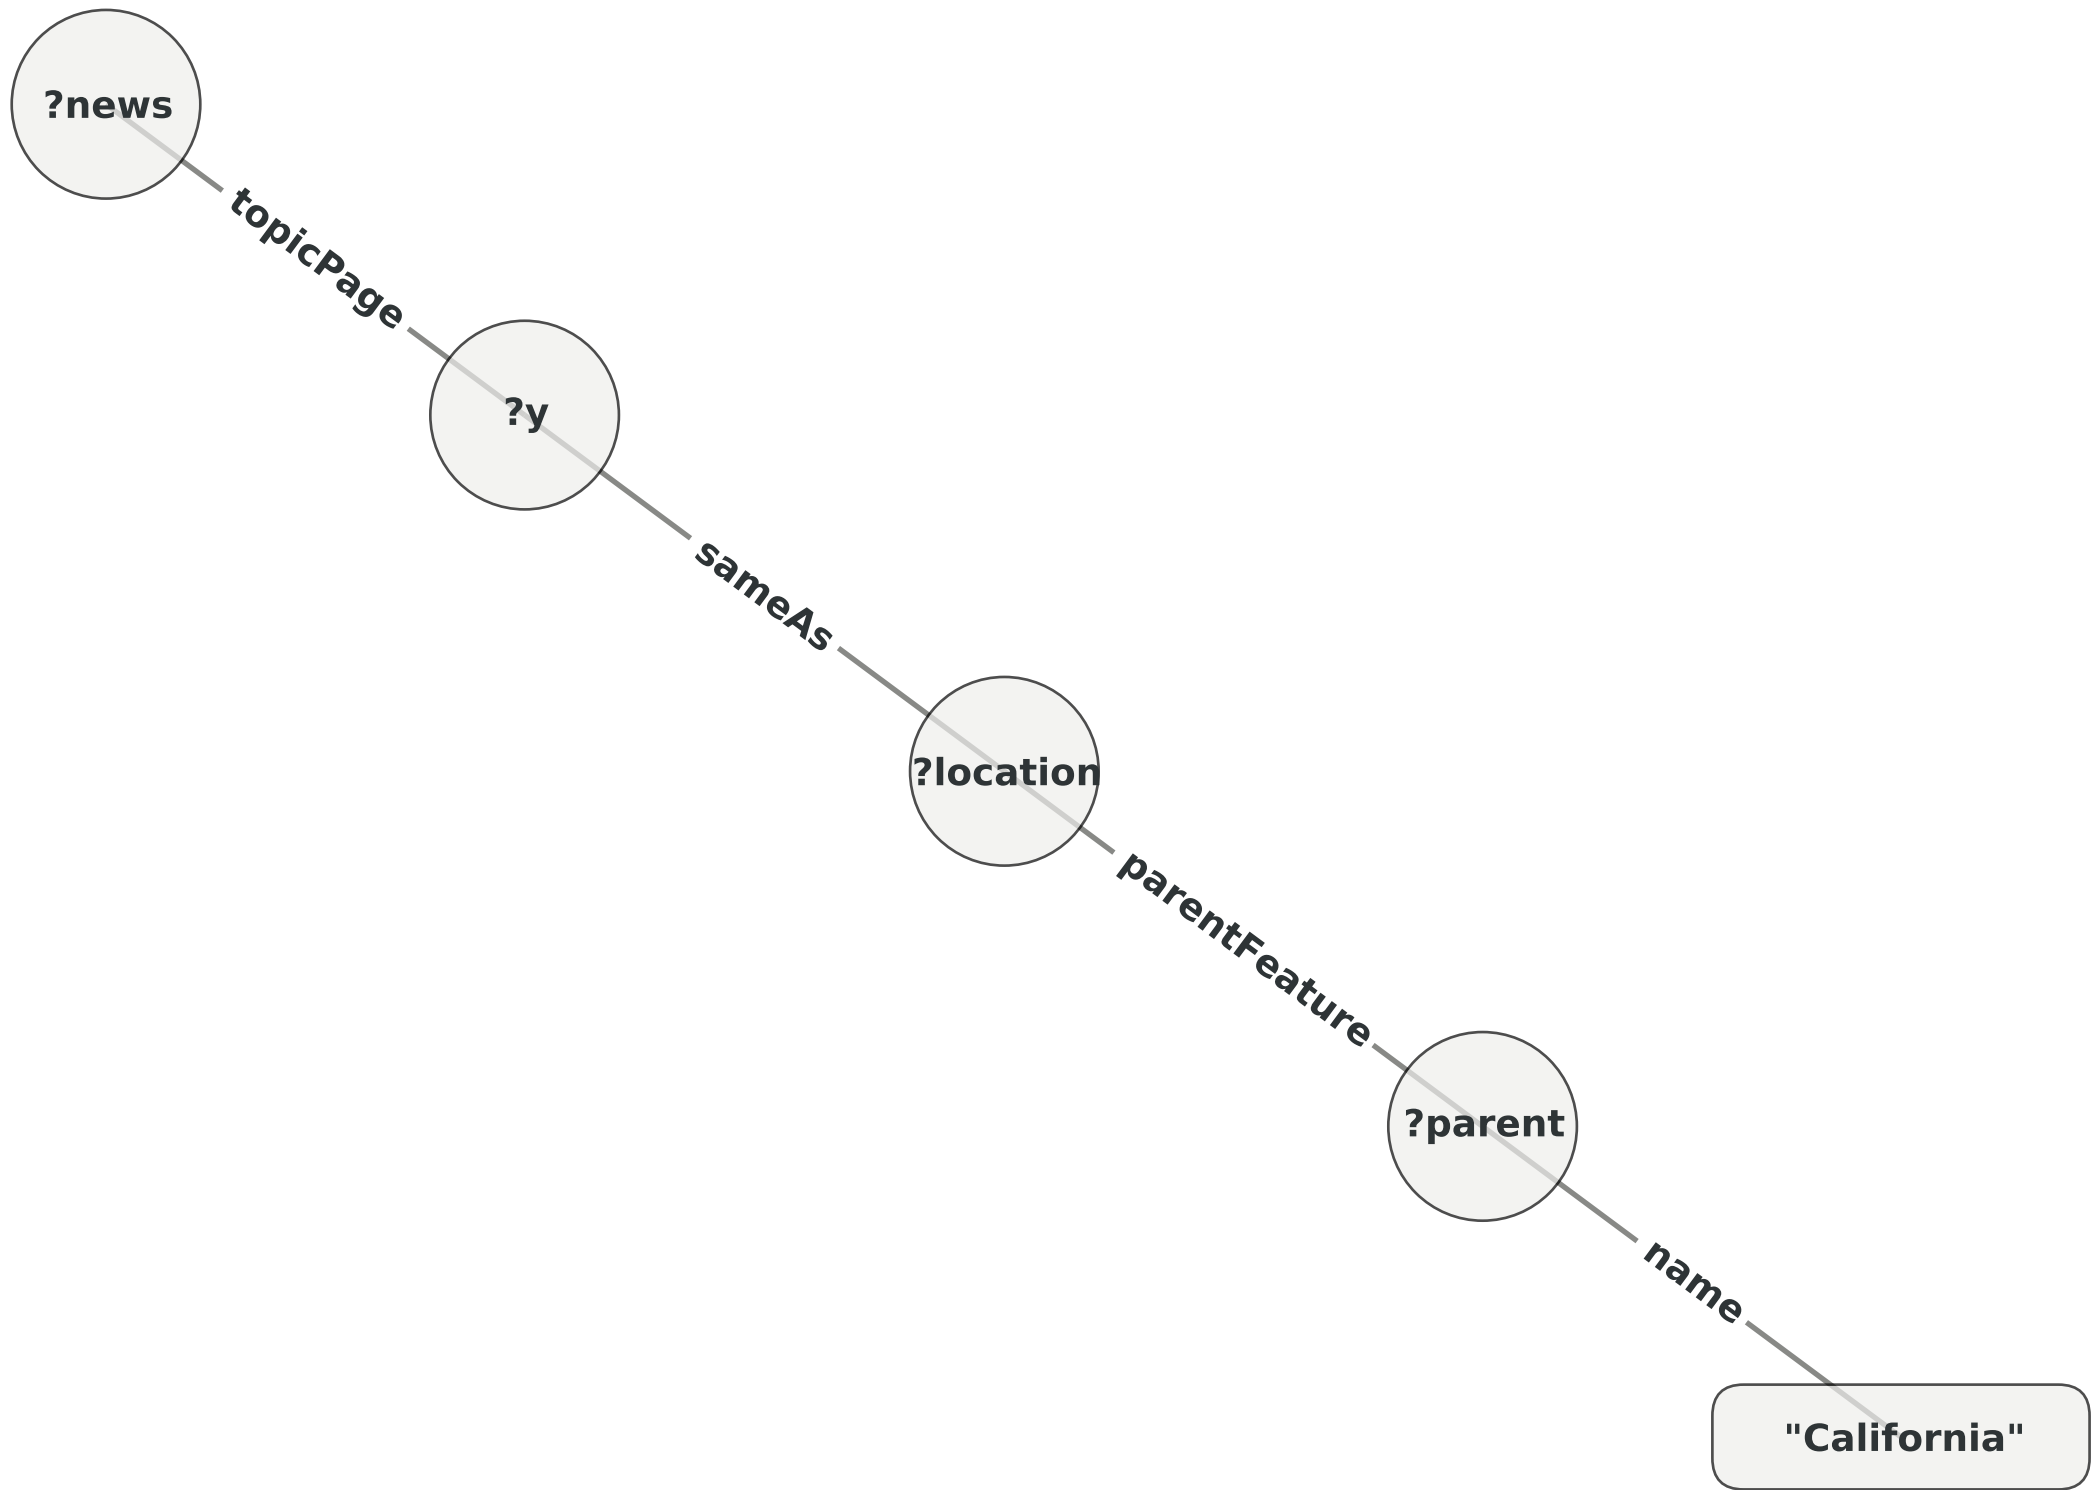 ?news
topicPage
?y
sameAs
?location
parentFeature
?parent
name
"California"